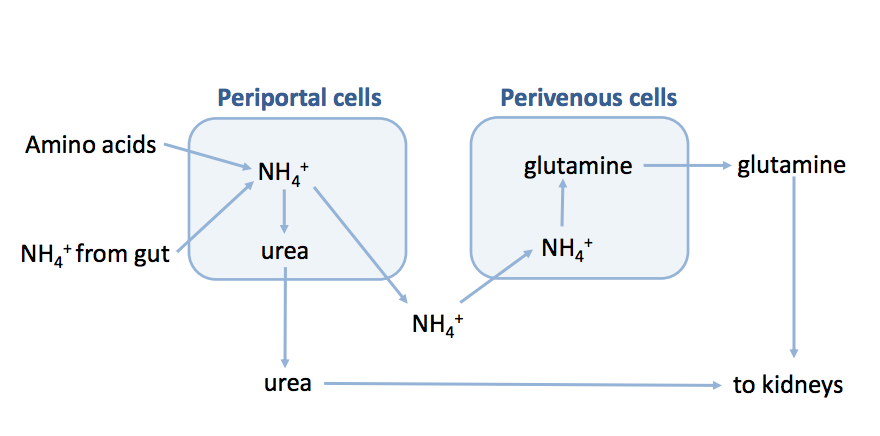 Periportal cells
Perivenous cells
Amino acids
NH₄⁺
glutamine
glutamine
NH₄⁺ from gut
urea
NH₄⁺
NH₄⁺
urea
to kidneys